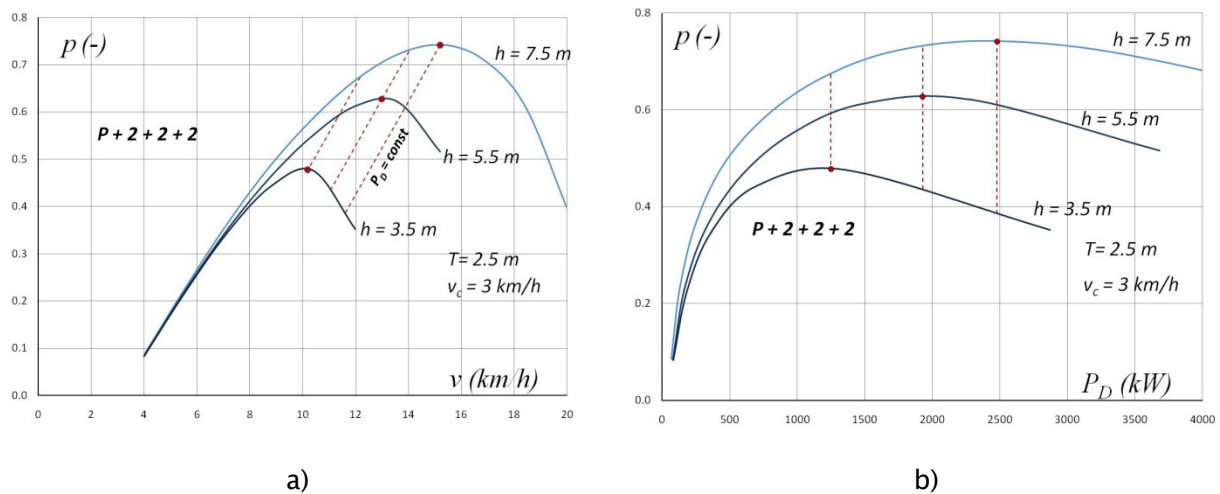 0.8
p (-)
h = 7.5 m
0.7
0.6
P + 2 + 2 + 2
0.5
P_D = const
h = 5.5 m
0.4
h = 3.5 m
0.3
T= 2.5 m
v_c = 3 km/h
0.2
0.1
v (km/h)
0.0
0 2 4 6 8 10 12 14 16 18 20
a)
0.8
p (-)
h = 7.5 m
0.6
h = 5.5 m
0.4
h = 3.5 m
P + 2 + 2 + 2
T= 2.5 m
v_c = 3 km/h
0.2
P_D (kW)
0.0
0 500 1000 1500 2000 2500 3000 3500 4000
b)